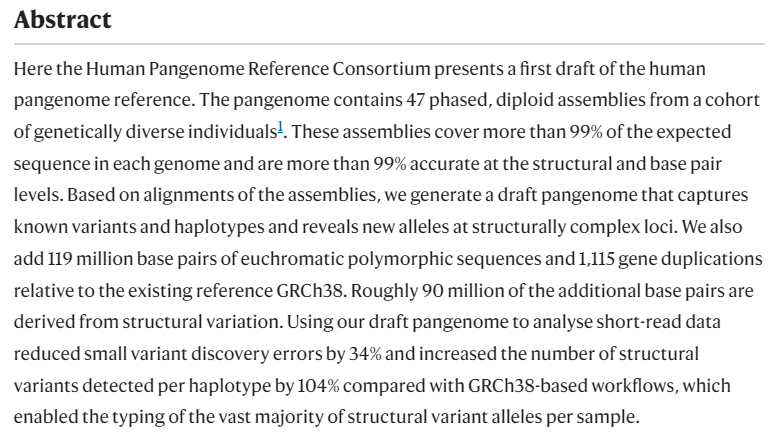 Abstract
Here the Human Pangenome Reference Consortium presents a first draft of the human
pangenome reference. The pangenome contains 47 phased, diploid assemblies from a cohort
of genetically diverse individuals1. These assemblies cover more than 99% of the expected
sequence in each genome and are more than 99% accurate at the structural and base pair
levels. Based on alignments of the assemblies, we generate a draft pangenome that captures
known variants and haplotypes and reveals new alleles at structurally complex loci. We also
add 119 million base pairs of euchromatic polymorphic sequences and 1,115 gene duplications
relative to the existing reference GRCh38. Roughly 90 million of the additional base pairs are
derived from structural variation. Using our draft pangenome to analyse short-read data
reduced small variant discovery errors by 34% and increased the number of structural
variants detected per haplotype by 104% compared with GRCh38-based workflows, which
enabled the typing of the vast majority of structural variant alleles per sample.